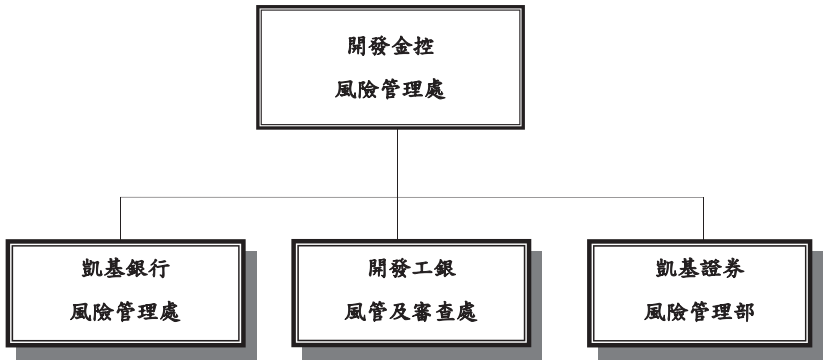 開發金控
風險管理處
凱基銀行
風險管理處
開發工銀
風管及審查處
凱基證券
風險管理部